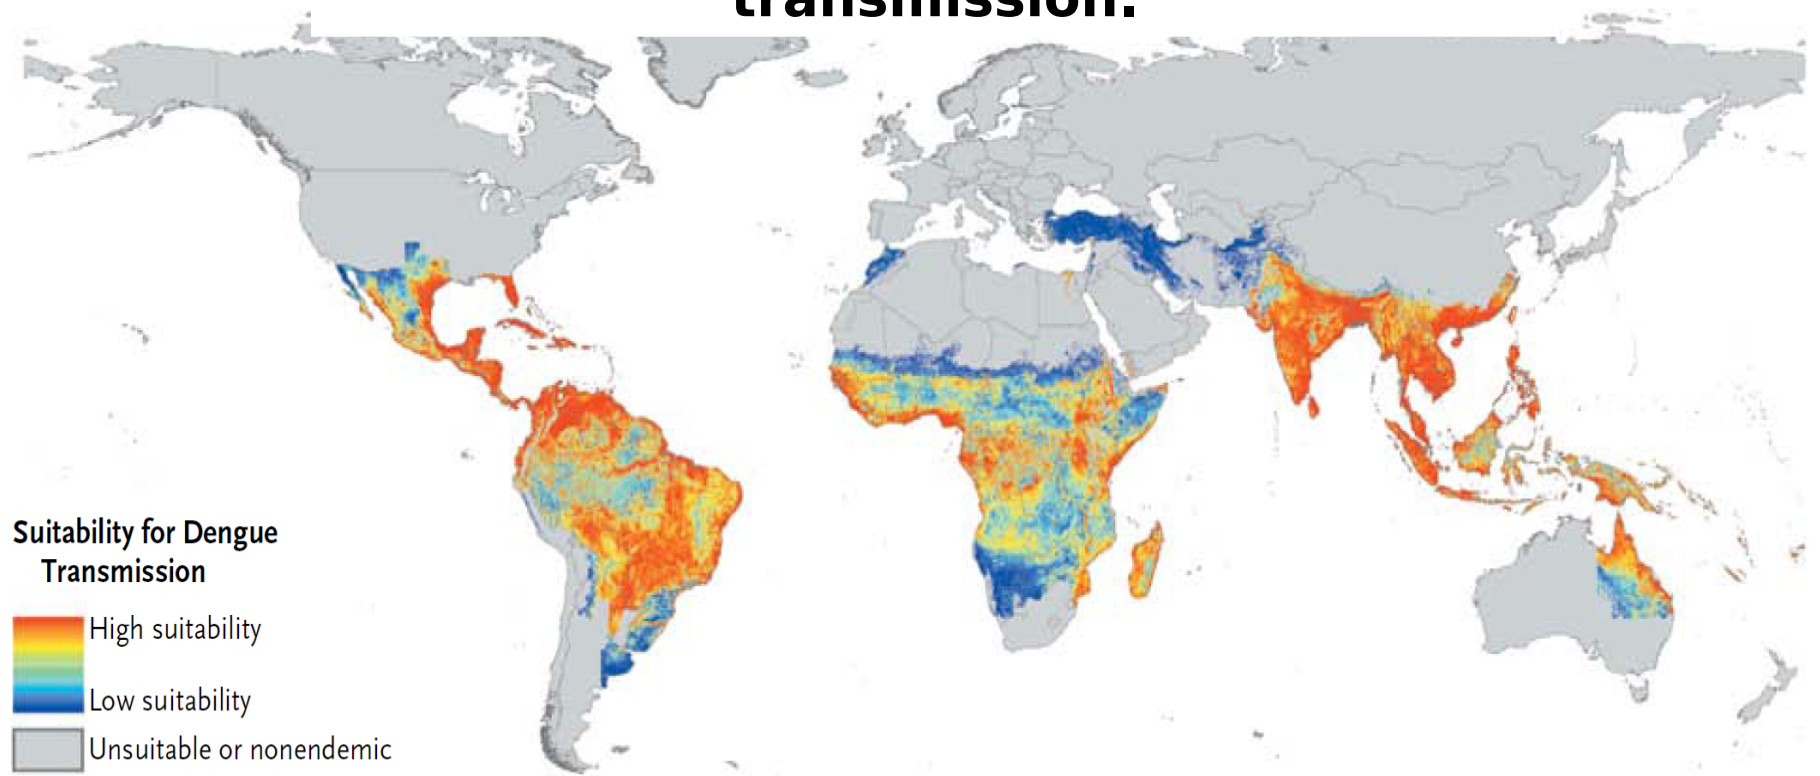 transmission.
Suitability for Dengue
Transmission
High suitability
Low suitability
Unsuitable or nonendemic